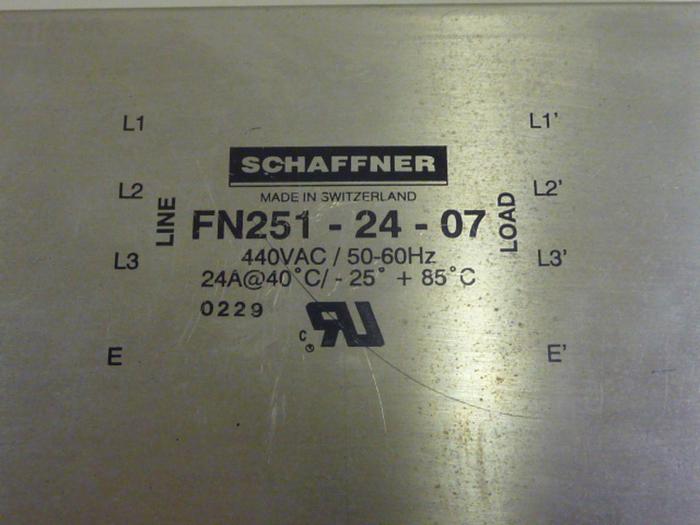 L1
L1'
SCHAFFNER
MADE IN SWITZERLAND
L2
L2'
LINE
FN251 - 24 - 07
LOAD
440VAC / 50-60Hz
L3
L3'
24A@40°C/ - 25° + 85°C
0229
c
RU
®
E
E'